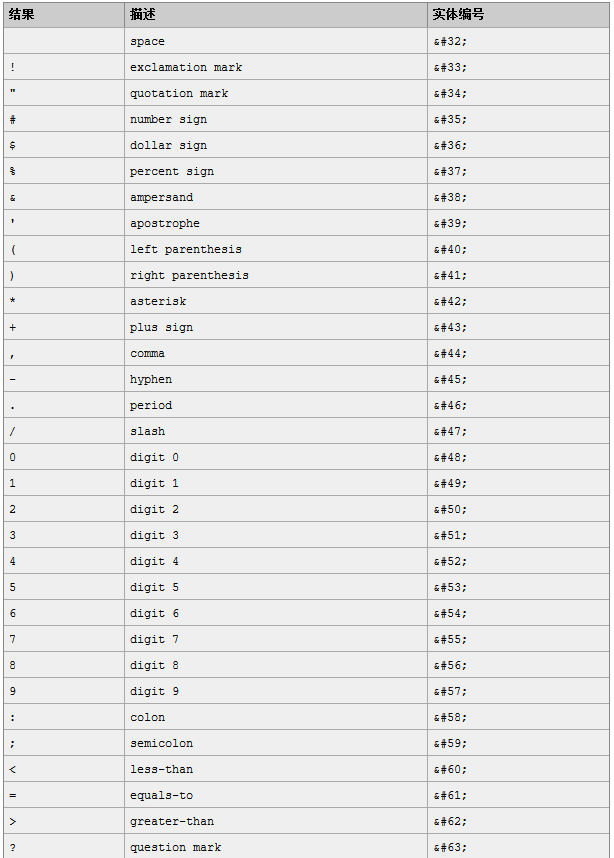 结果 描述 实体编号
space &#32;
! exclamation mark &#33;
" quotation mark &#34;
# number sign &#35;
$ dollar sign &#36;
% percent sign &#37;
& ampersand &#38;
' apostrophe &#39;
( left parenthesis &#40;
) right parenthesis &#41;
* asterisk &#42;
+ plus sign &#43;
, comma &#44;
- hyphen &#45;
. period &#46;
/ slash &#47;
0 digit 0 &#48;
1 digit 1 &#49;
2 digit 2 &#50;
3 digit 3 &#51;
4 digit 4 &#52;
5 digit 5 &#53;
6 digit 6 &#54;
7 digit 7 &#55;
8 digit 8 &#56;
9 digit 9 &#57;
: colon &#58;
; semicolon &#59;
< less-than &#60;
= equals-to &#61;
> greater-than &#62;
? question mark &#63;